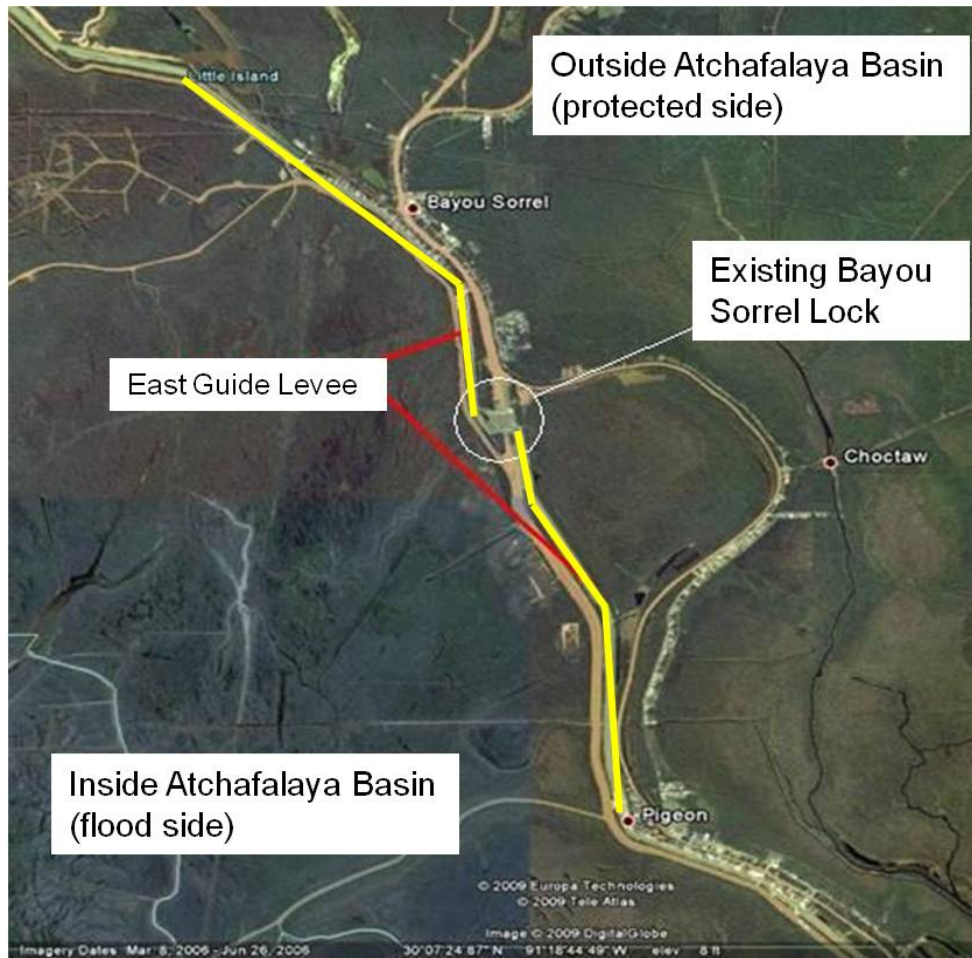 Little Island
Outside Atchafalaya Basin
(protected side)
Bayou Sorrel
Existing Bayou
Sorrel Lock
East Guide Levee
Choctaw
Inside Atchafalaya Basin
(flood side)
Pigeon
© 2009 Europa Technologies
© 2009 Tele Atlas
Image © 2009 DigitalGlobe
Imagery Dates: Mar 8, 2006 - Jun 26, 2006 30°07'24.87" N 91°18'44.49" W elev 8 ft